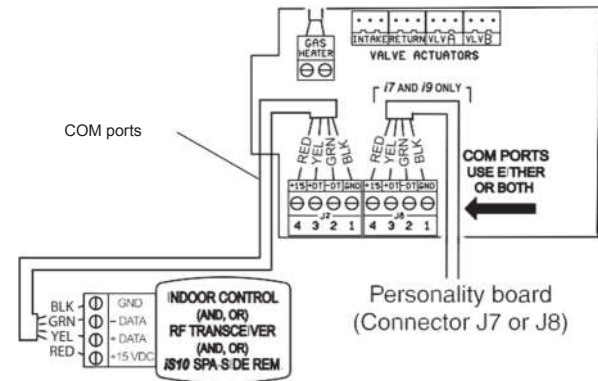 GAS
HEATER
INTAKE RETURN VLV A VLV B
VALVE ACTUATORS
i7 AND i9 ONLY
COM ports
RED YEL GRN BLK
RED YEL GRN BLK
COM PORTS
USE EITHER
OR BOTH
+15 +DT -DT GND
+15 +DT -DT GND
J7
J8
4 3 2 1
4 3 2 1
Personality board
(Connector J7 or J8)
BLK
GRN
YEL
RED
GND
- DATA
+ DATA
+15 VDC
INDOOR CONTROL
(AND, OR)
RF TRANSCEIVER
(AND, OR)
iS10 SPA-SIDE REM